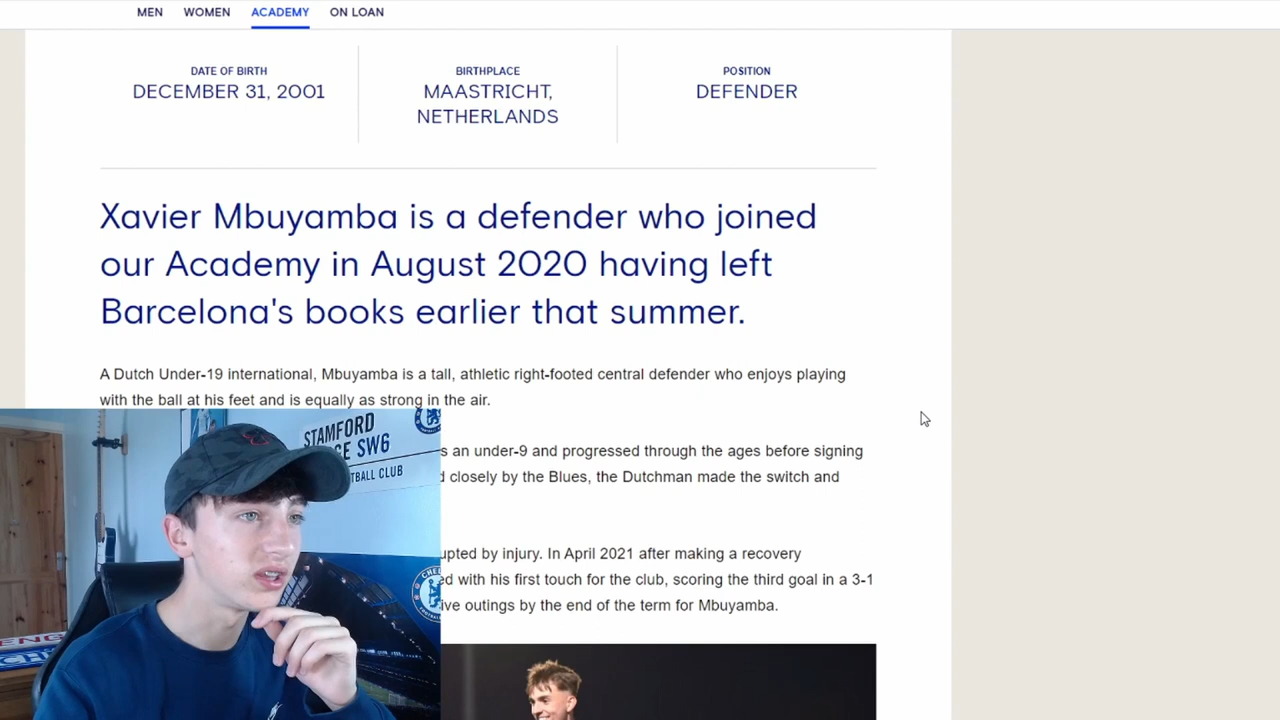 MEN WOMEN ACADEMY ON LOAN
DATE OF BIRTH
DECEMBER 31, 2001
BIRTHPLACE
MAASTRICHT,
NETHERLANDS
POSITION
DEFENDER
Xavier Mbuyamba is a defender who joined
our Academy in August 2020 having left
Barcelona's books earlier that summer.
A Dutch Under-19 international, Mbuyamba is a tall, athletic right-footed central defender who enjoys playing
with the ball at his feet and is equally as strong in the air.
an under-9 and progressed through the ages before signing
closely by the Blues, the Dutchman made the switch and
by injury. In April 2021 after making a recovery
with his first touch for the club, scoring the third goal in a 3-1
outings by the end of the term for Mbuyamba.
STAMFORD
SW6
CLUB